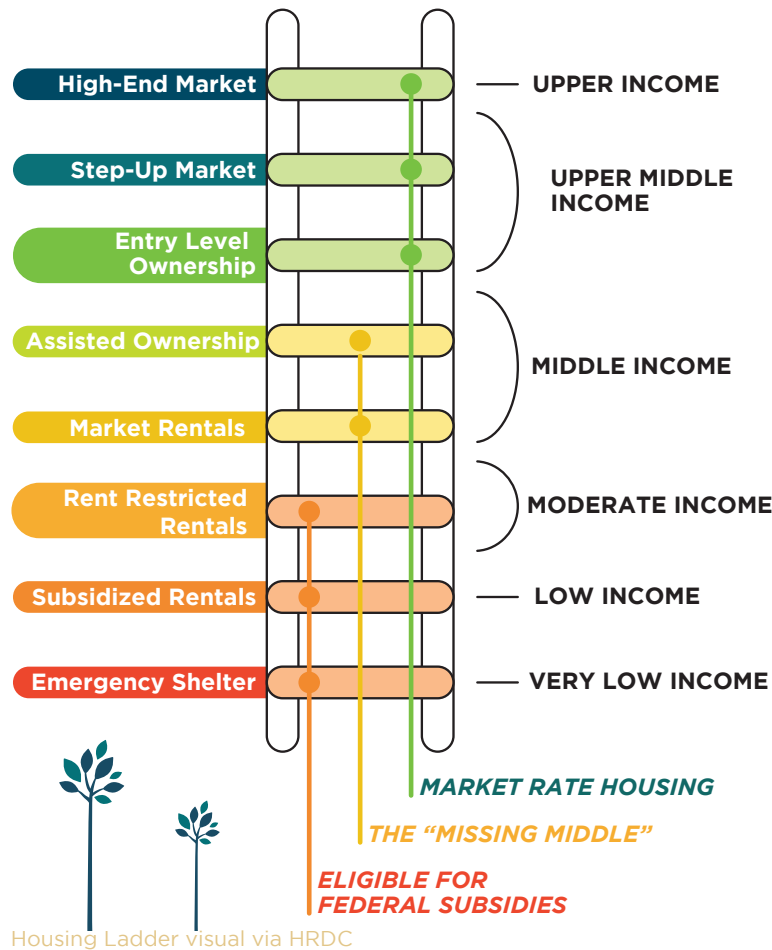 High-End Market
UPPER INCOME
Step-Up Market
UPPER MIDDLE
INCOME
Entry Level
Ownership
Assisted Ownership
MIDDLE INCOME
Market Rentals
Rent Restricted
Rentals
MODERATE INCOME
Subsidized Rentals
LOW INCOME
Emergency Shelter
VERY LOW INCOME
MARKET RATE HOUSING
THE “MISSING MIDDLE”
ELIGIBLE FOR
FEDERAL SUBSIDIES
Housing Ladder visual via HRDC